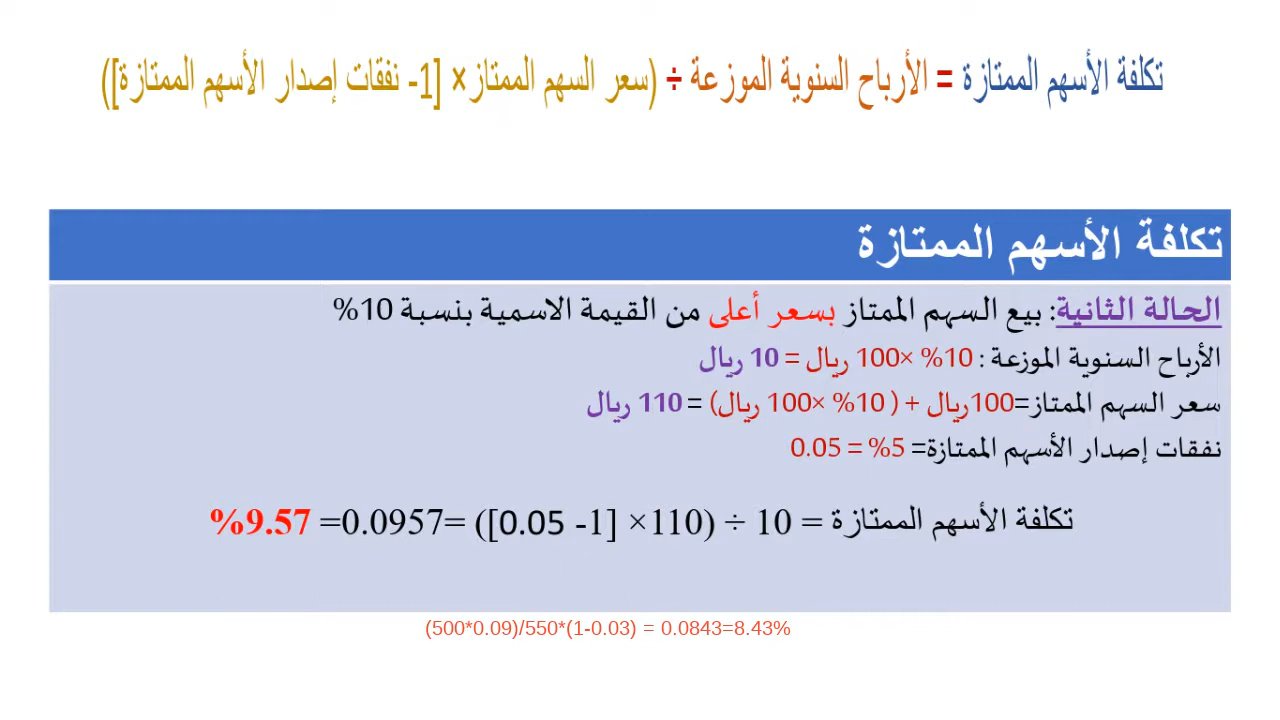 تكلفة الأسهم الممتازة = الأرباح السنوية الموزعة ÷ (سعر السهم الممتاز× [1- نفقات إصدار الأسهم الممتازة])
تكلفة الأسهم الممتازة
الحالة الثانية: بيع السهم الممتاز بسعر أعلى من القيمة الاسمية بنسبة 10%
الأرباح السنوية الموزعة : 10% ×100 ريال = 10 ريال
سعر السهم الممتاز=100ريال + ( 10% ×100 ريال) = 110 ريال
نفقات إصدار الأسهم الممتازة= 5% = 0.05
تكلفة الأسهم الممتازة = 10 ÷ (110× [1- 0.05]) =0.0957= 9.57%
(500*0.09)/550*(1-0.03) = 0.0843=8.43%